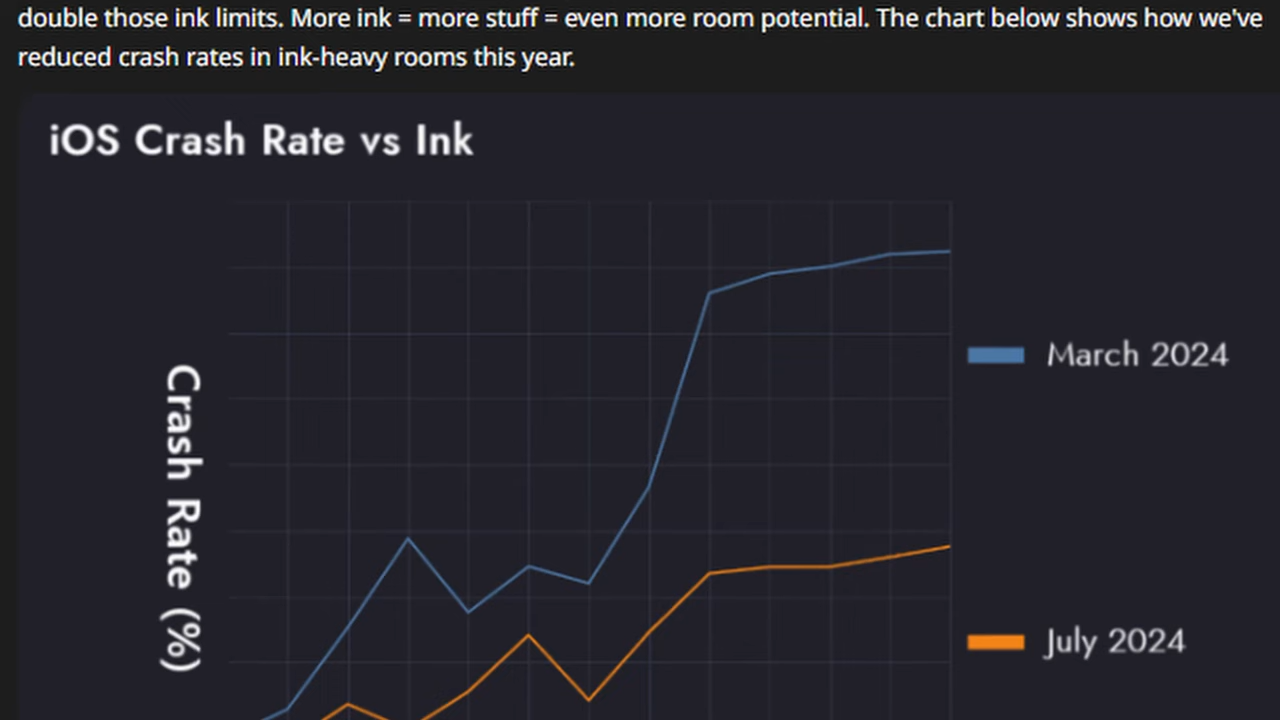 double those ink limits. More ink = more stuff = even more room potential. The chart below shows how we've
reduced crash rates in ink-heavy rooms this year.
iOS Crash Rate vs Ink
Crash Rate (%)
March 2024
July 2024